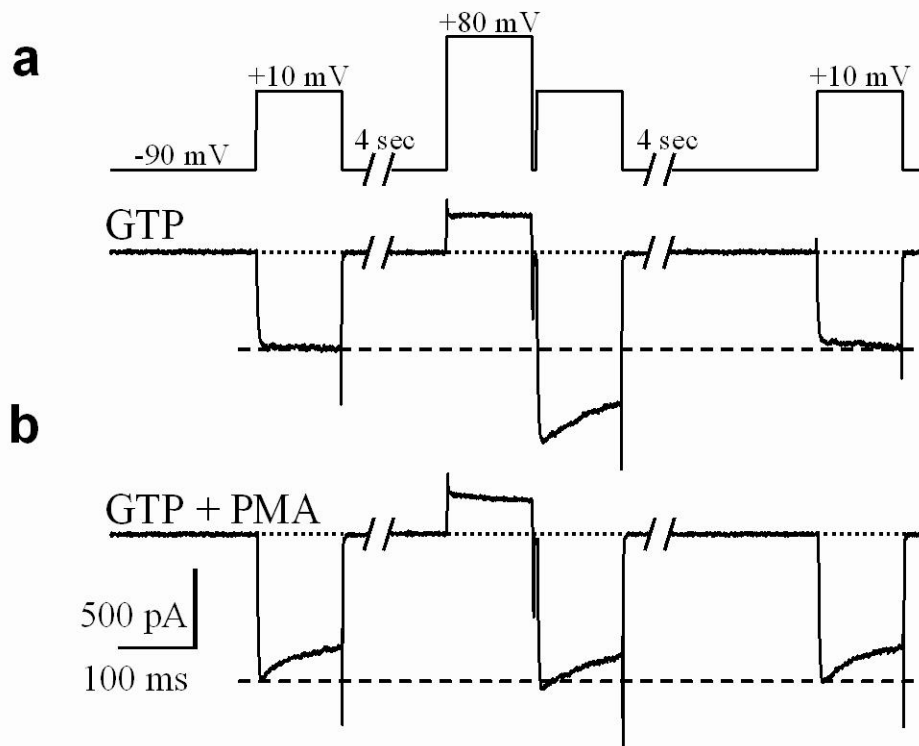 a
+80 mV
+10 mV
+10 mV
4 sec
4 sec
-90 mV
GTP
b
GTP + PMA
500 pA
100 ms